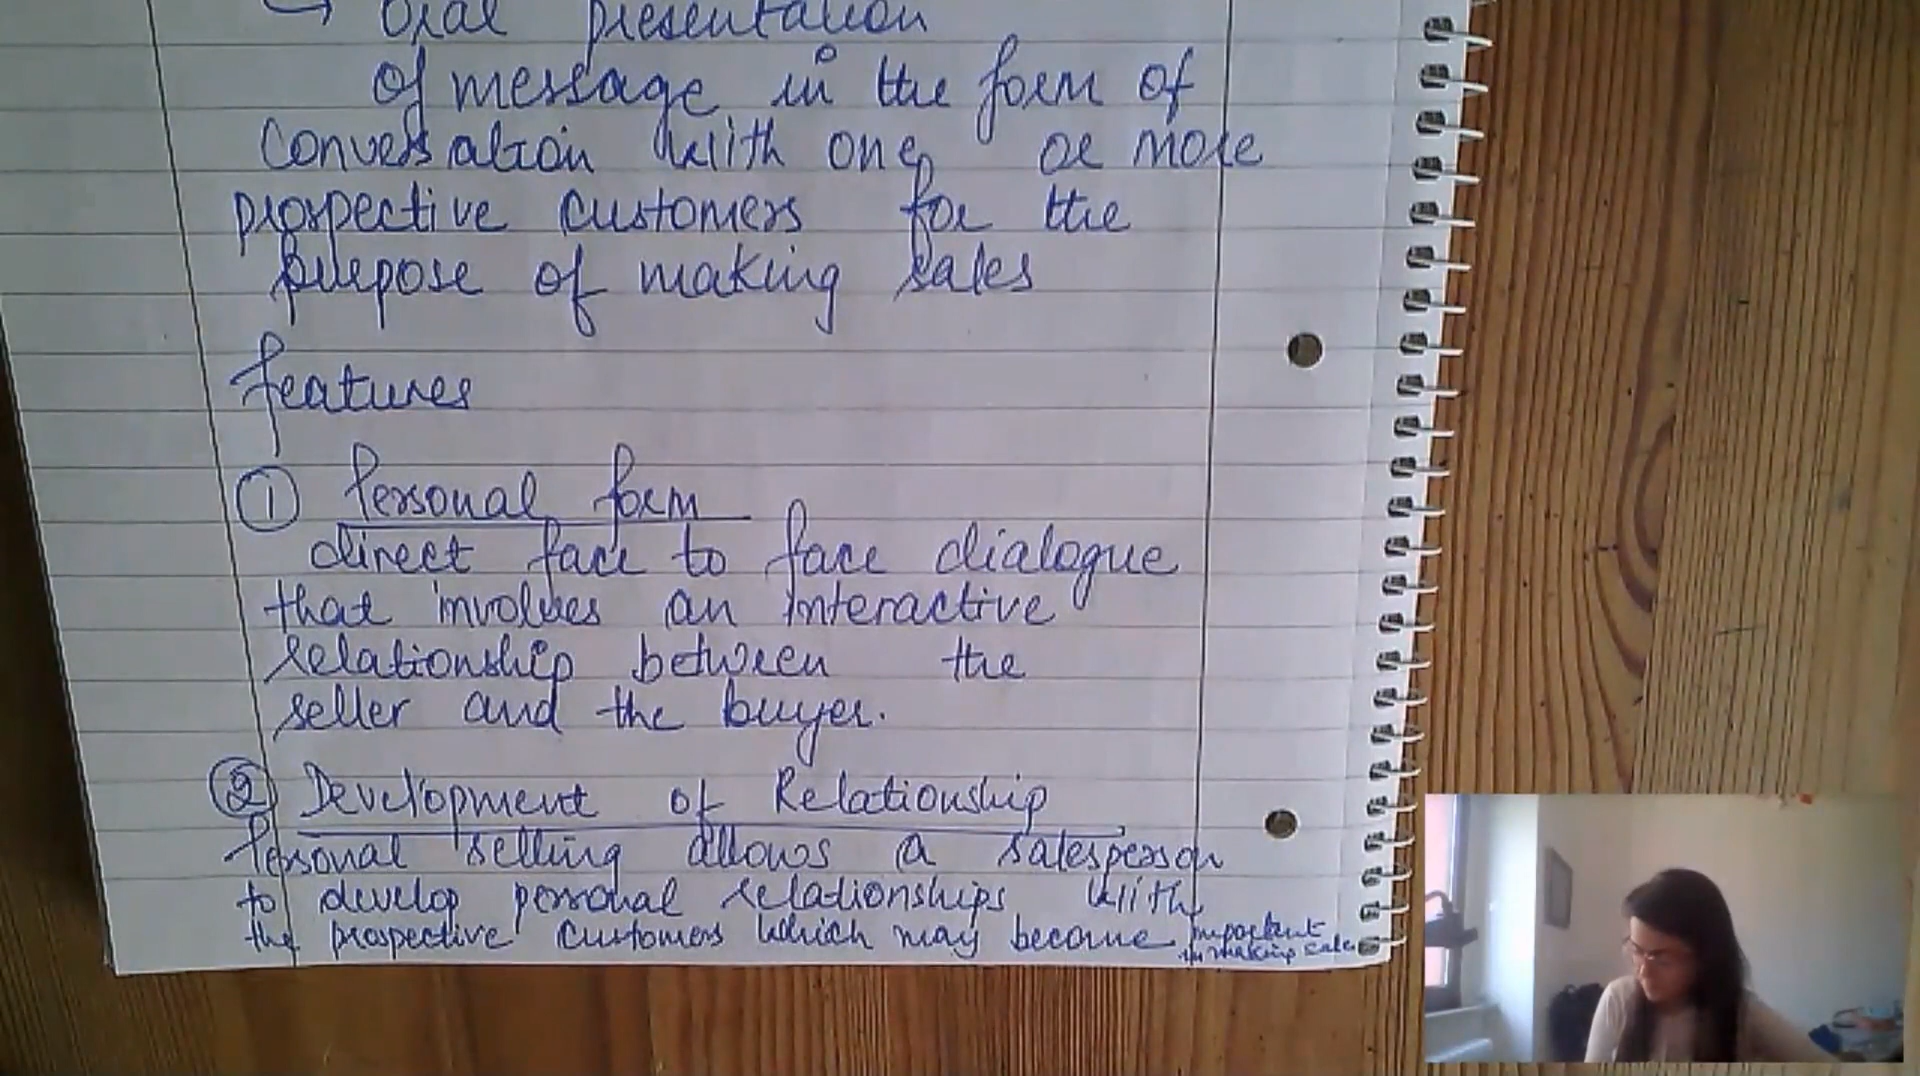 → Oral presentation
of message in the form of
conversation with one or more
prospective customers for the
purpose of making sales
features
① Personal form
direct face to face dialogue
that involves an interactive
relationship between the
seller and the buyer.
② Development of Relationship
Personal selling allows a salesperson
to develop personal relationships with
the prospective customers which may become important
in making sale